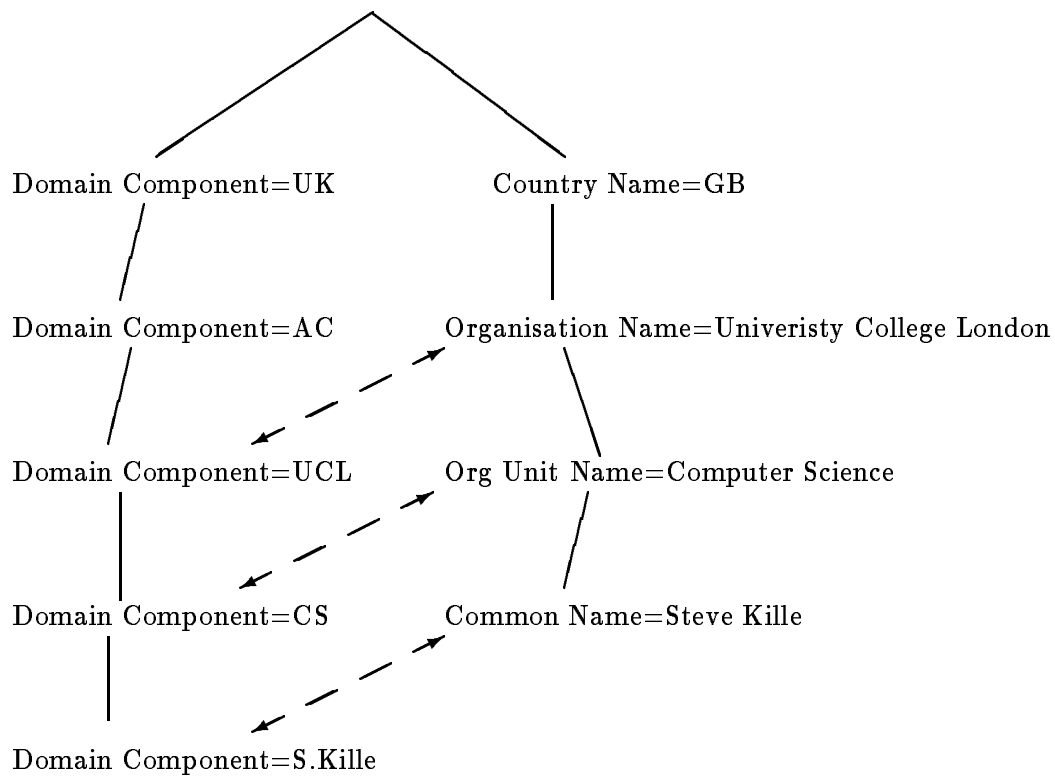 Domain Component=UK
Country Name=GB
Domain Component=AC
Organisation Name=Univeristy College London
Domain Component=UCL
Org Unit Name=Computer Science
Domain Component=CS
Common Name=Steve Kille
Domain Component=S.Kille